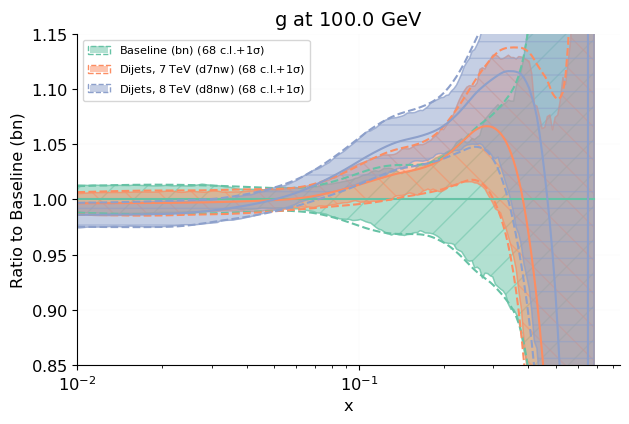 g at 100.0 GeV
Baseline (bn) (68 c.l.+1σ)
Dijets, 7 TeV (d7nw) (68 c.l.+1σ)
Dijets, 8 TeV (d8nw) (68 c.l.+1σ)
Ratio to Baseline (bn)
1.15
1.10
1.05
1.00
0.95
0.90
0.85
10⁻²
10⁻¹
x